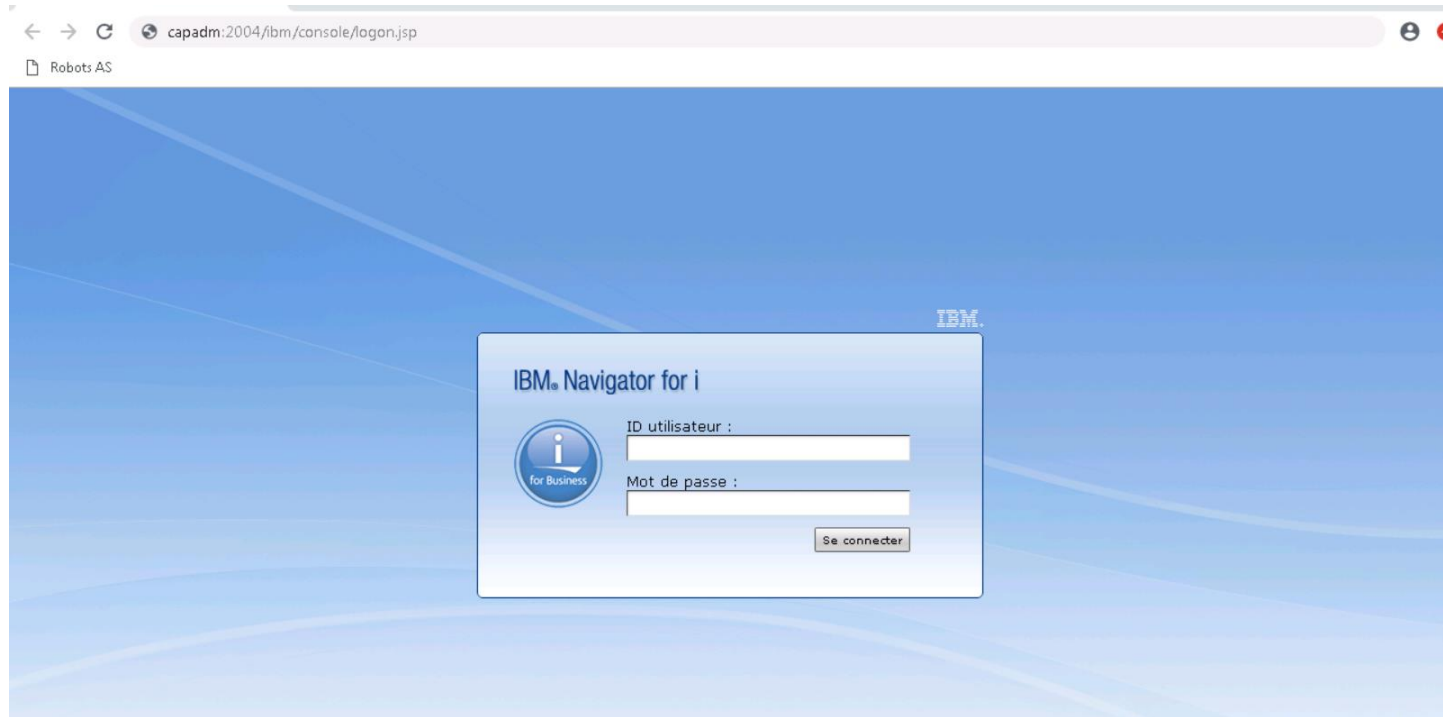 capadm:2004/ibm/console/logon.jsp
Robots AS
IBM.
IBM® Navigator for i
ID utilisateur :
i
for Business
Mot de passe :
Se connecter